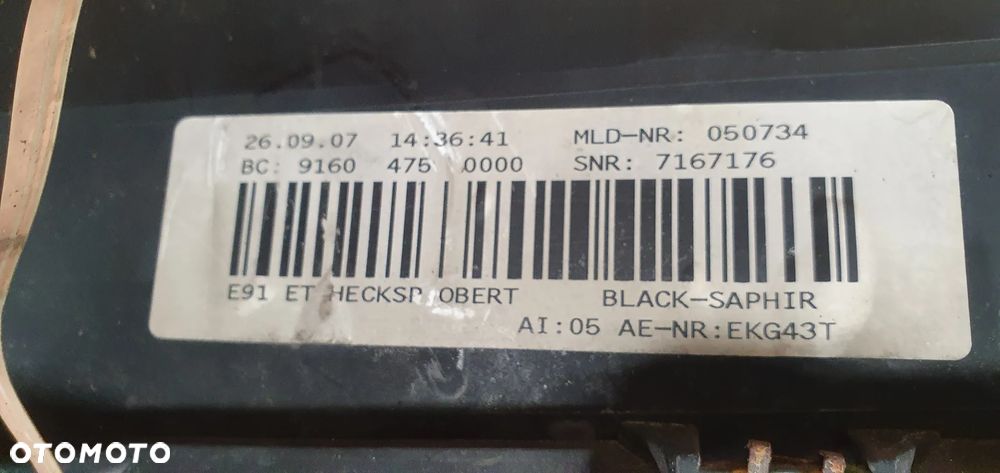 26.09.07 14:36:41 MLD-NR: 050734
BC: 9160 475 0000 SNR: 7167176
E91 ET HECKSP OBERT BLACK-SAPHIR
AI:05 AE-NR:EKG43T
OTOMOTO